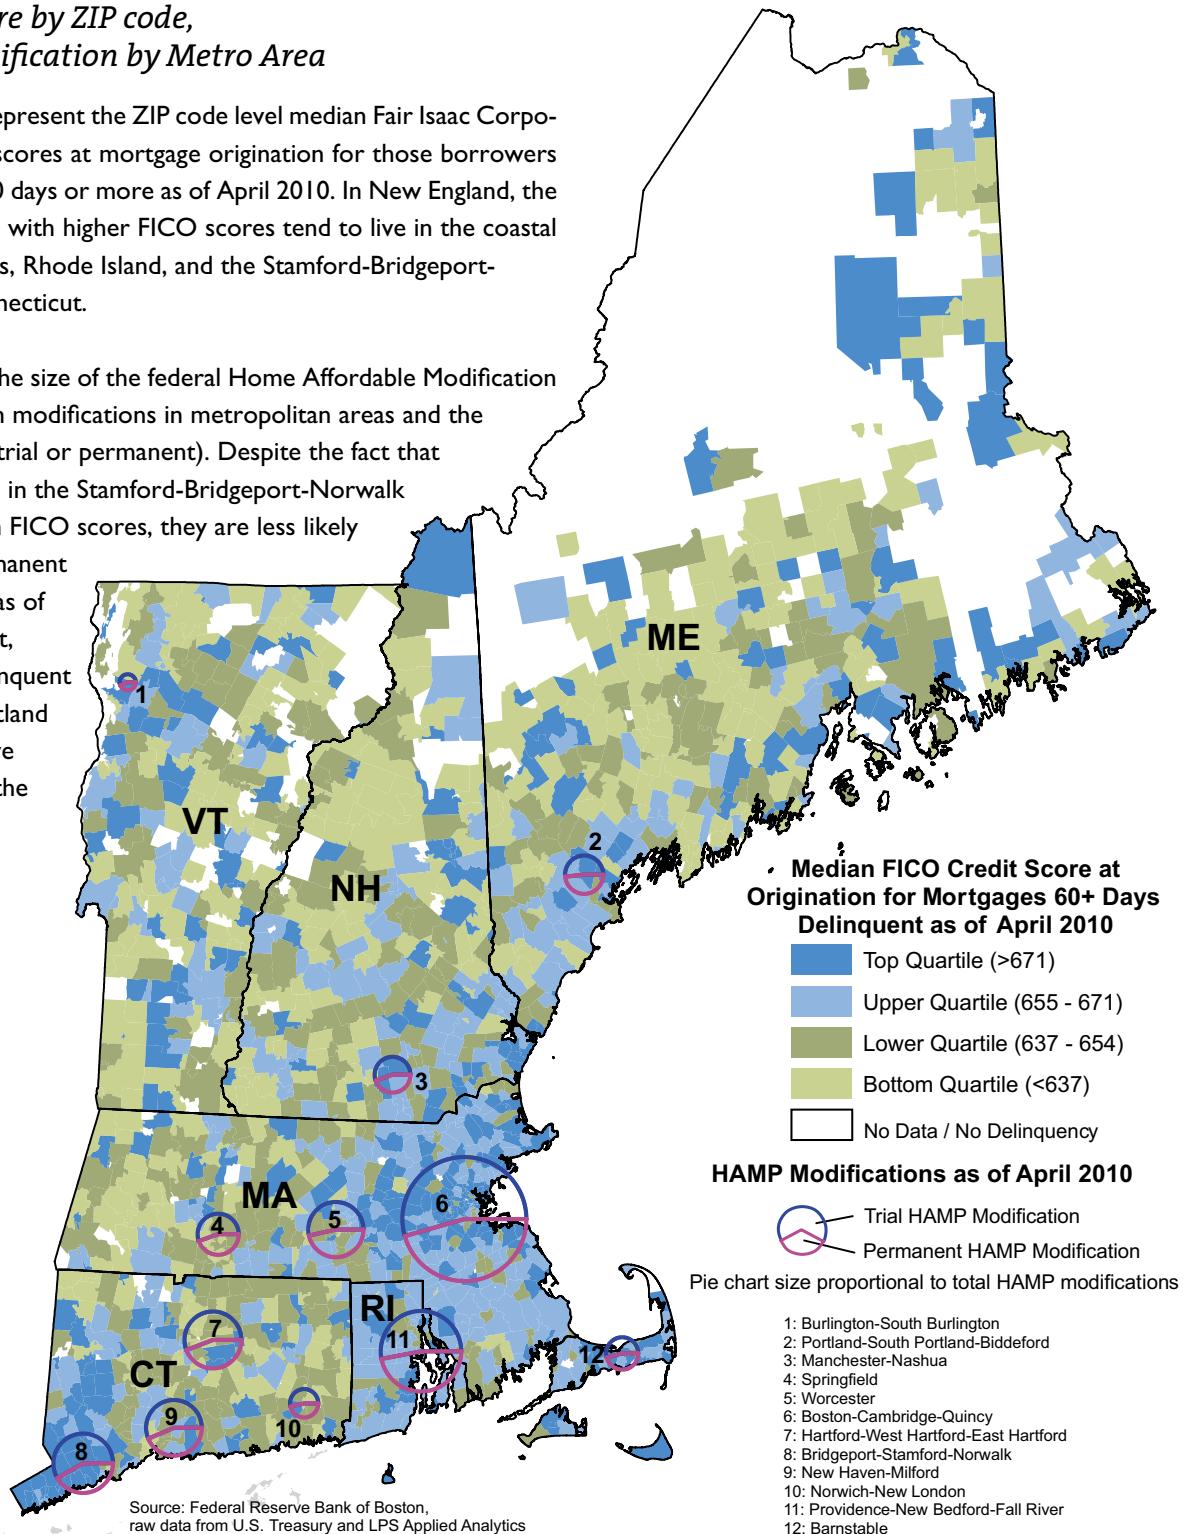 re by ZIP code,
ification by Metro Area
epresent the ZIP code level median Fair Isaac Corpo-
scores at mortgage origination for those borrowers
0 days or more as of April 2010. In New England, the
with higher FICO scores tend to live in the coastal
s, Rhode Island, and the Stamford-Bridgeport-
necticut.
he size of the federal Home Affordable Modification
n modifications in metropolitan areas and the
trial or permanent). Despite the fact that
in the Stamford-Bridgeport-Norwalk
n FICO scores, they are less likely
manent
as of
t,
nquent
tland
ve
the
ME
VT
NH
MA
RI
CT
1
2
3
4
5
6
7
8
9
10
11
12
Median FICO Credit Score at
Origination for Mortgages 60+ Days
Delinquent as of April 2010
Top Quartile (>671)
Upper Quartile (655 - 671)
Lower Quartile (637 - 654)
Bottom Quartile (<637)
No Data / No Delinquency
HAMP Modifications as of April 2010
Trial HAMP Modification
Permanent HAMP Modification
Pie chart size proportional to total HAMP modifications
1: Burlington-South Burlington
2: Portland-South Portland-Biddeford
3: Manchester-Nashua
4: Springfield
5: Worcester
6: Boston-Cambridge-Quincy
7: Hartford-West Hartford-East Hartford
8: Bridgeport-Stamford-Norwalk
9: New Haven-Milford
10: Norwich-New London
11: Providence-New Bedford-Fall River
12: Barnstable
Source: Federal Reserve Bank of Boston,
raw data from U.S. Treasury and LPS Applied Analytics